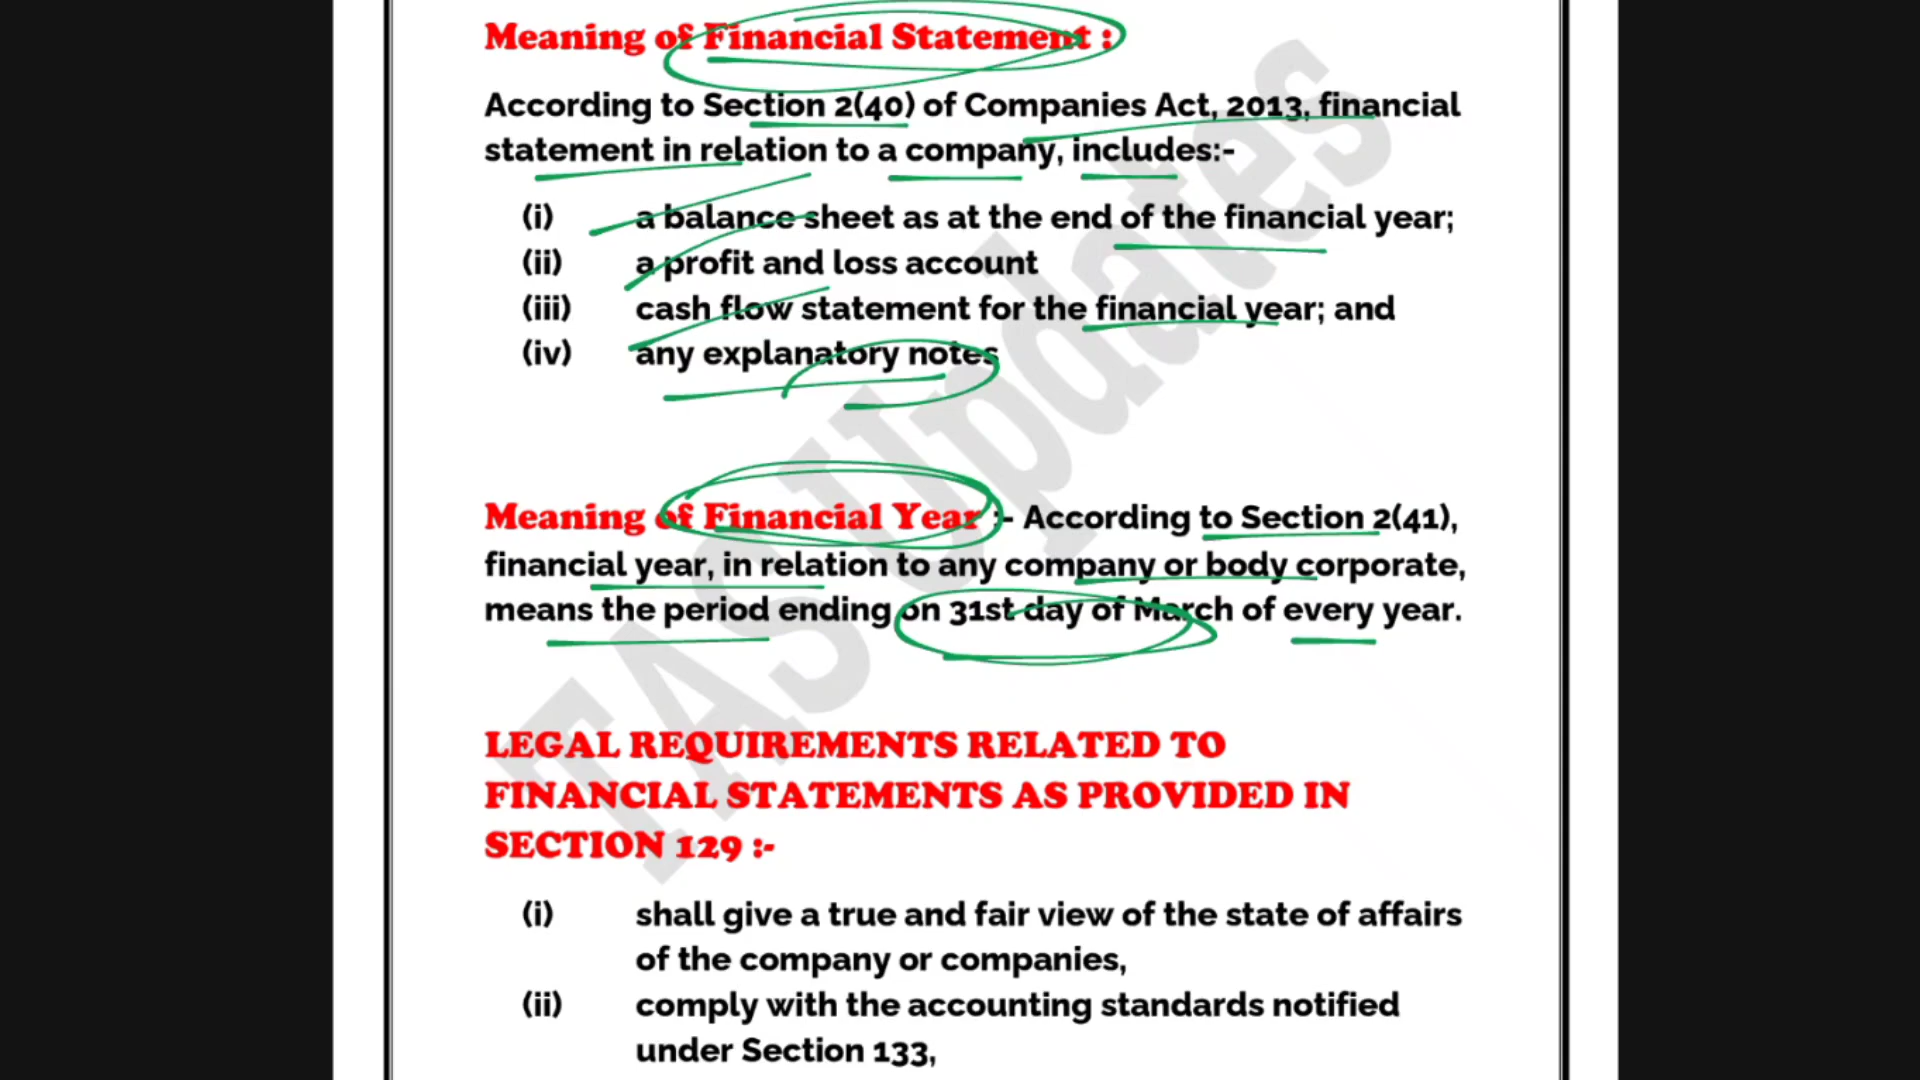 Meaning of Financial Statement :
According to Section 2(40) of Companies Act, 2013, financial
statement in relation to a company, includes:-
(i) a balance sheet as at the end of the financial year;
(ii) a profit and loss account
(iii) cash flow statement for the financial year; and
(iv) any explanatory notes
Meaning of Financial Year :- According to Section 2(41),
financial year, in relation to any company or body corporate,
means the period ending on 31st day of March of every year.
LEGAL REQUIREMENTS RELATED TO
FINANCIAL STATEMENTS AS PROVIDED IN
SECTION 129 :-
(i) shall give a true and fair view of the state of affairs
of the company or companies,
(ii) comply with the accounting standards notified
under Section 133,
TAS Updates